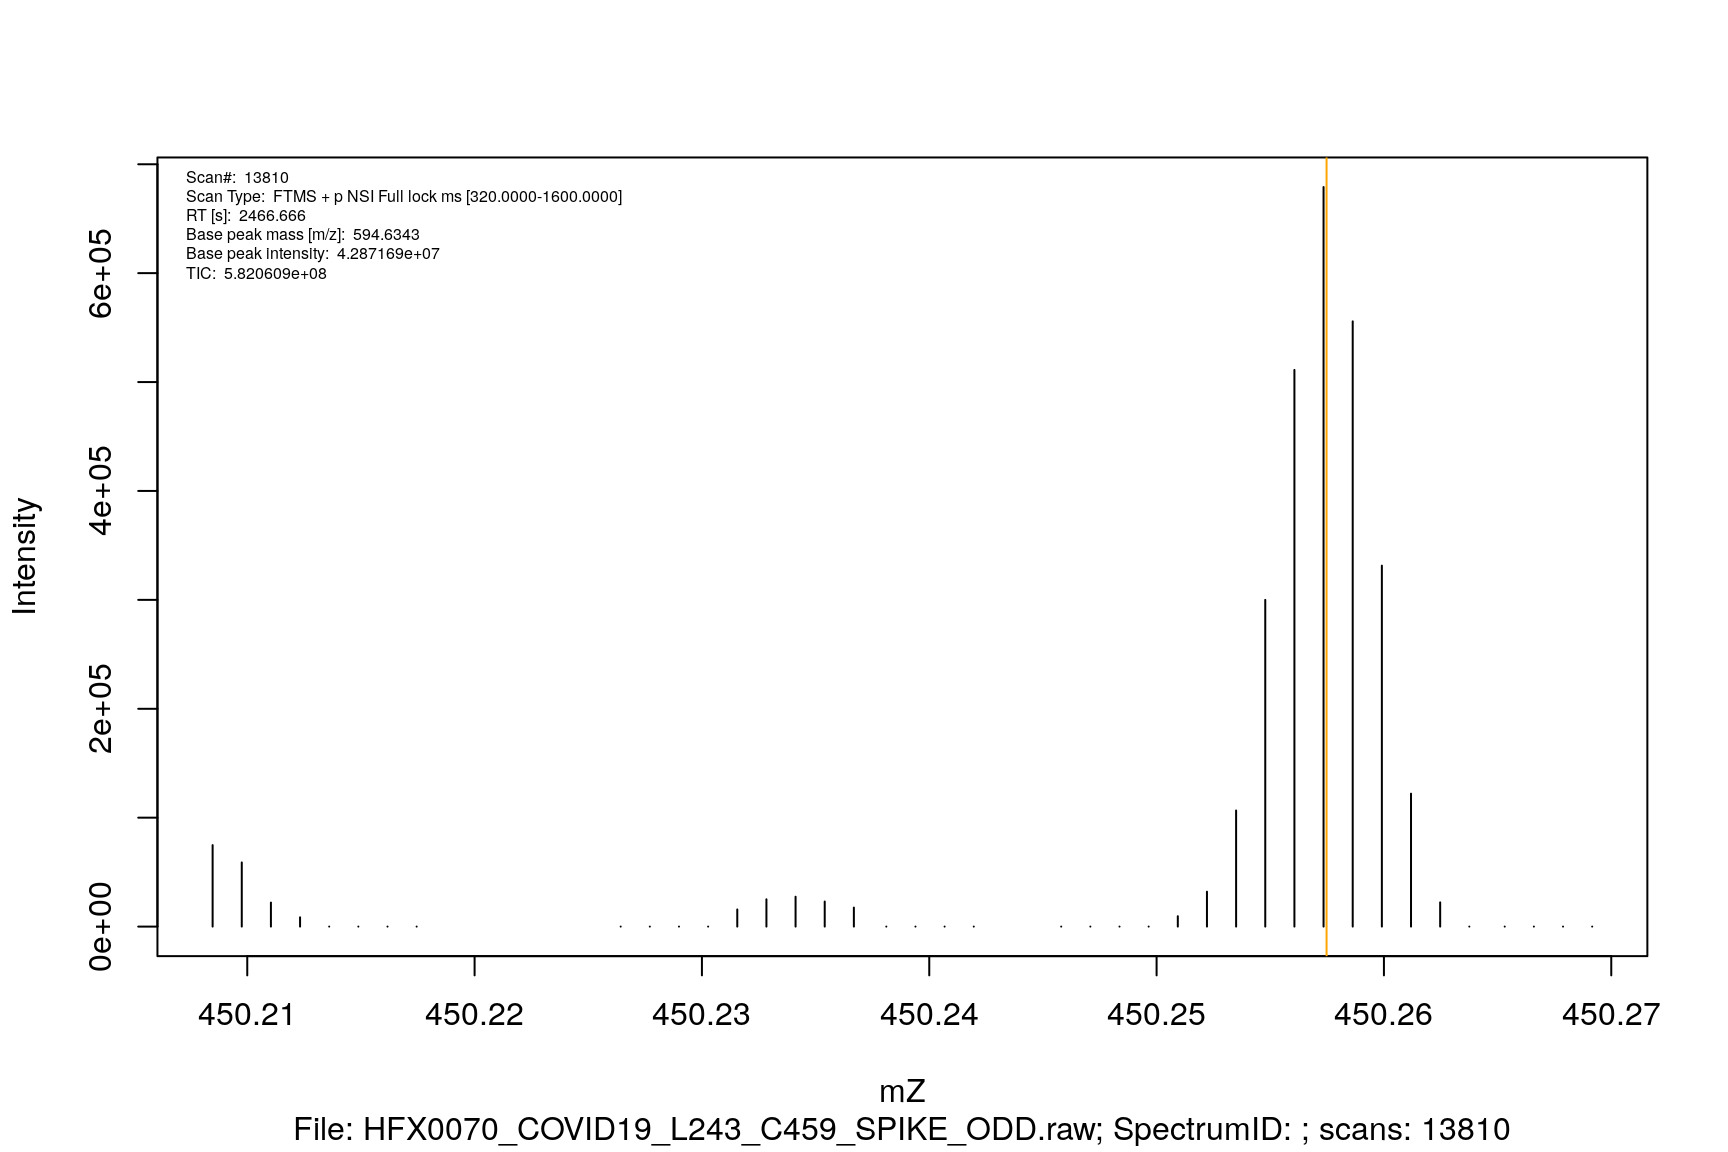 Scan#: 13810
Scan Type: FTMS + p NSI Full lock ms [320.0000-1600.0000]
RT [s]: 2466.666
Base peak mass [m/z]: 594.6343
Base peak intensity: 4.287169e+07
TIC: 5.820609e+08
6e+05
4e+05
2e+05
0e+00
Intensity
450.21 450.22 450.23 450.24 450.25 450.26 450.27
mZ
File: HFX0070_COVID19_L243_C459_SPIKE_ODD.raw; SpectrumID: ; scans: 13810